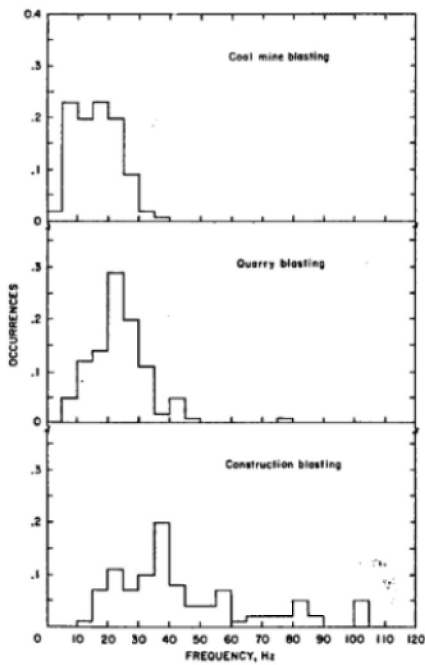 0.4
Coal mine blasting
.3
.2
.1
0
Quarry blasting
.3
.2
.1
0
OCCURRENCES
Construction blasting
.3
.2
.1
0 10 20 30 40 50 60 70 80 90 100 110 120
FREQUENCY, Hz